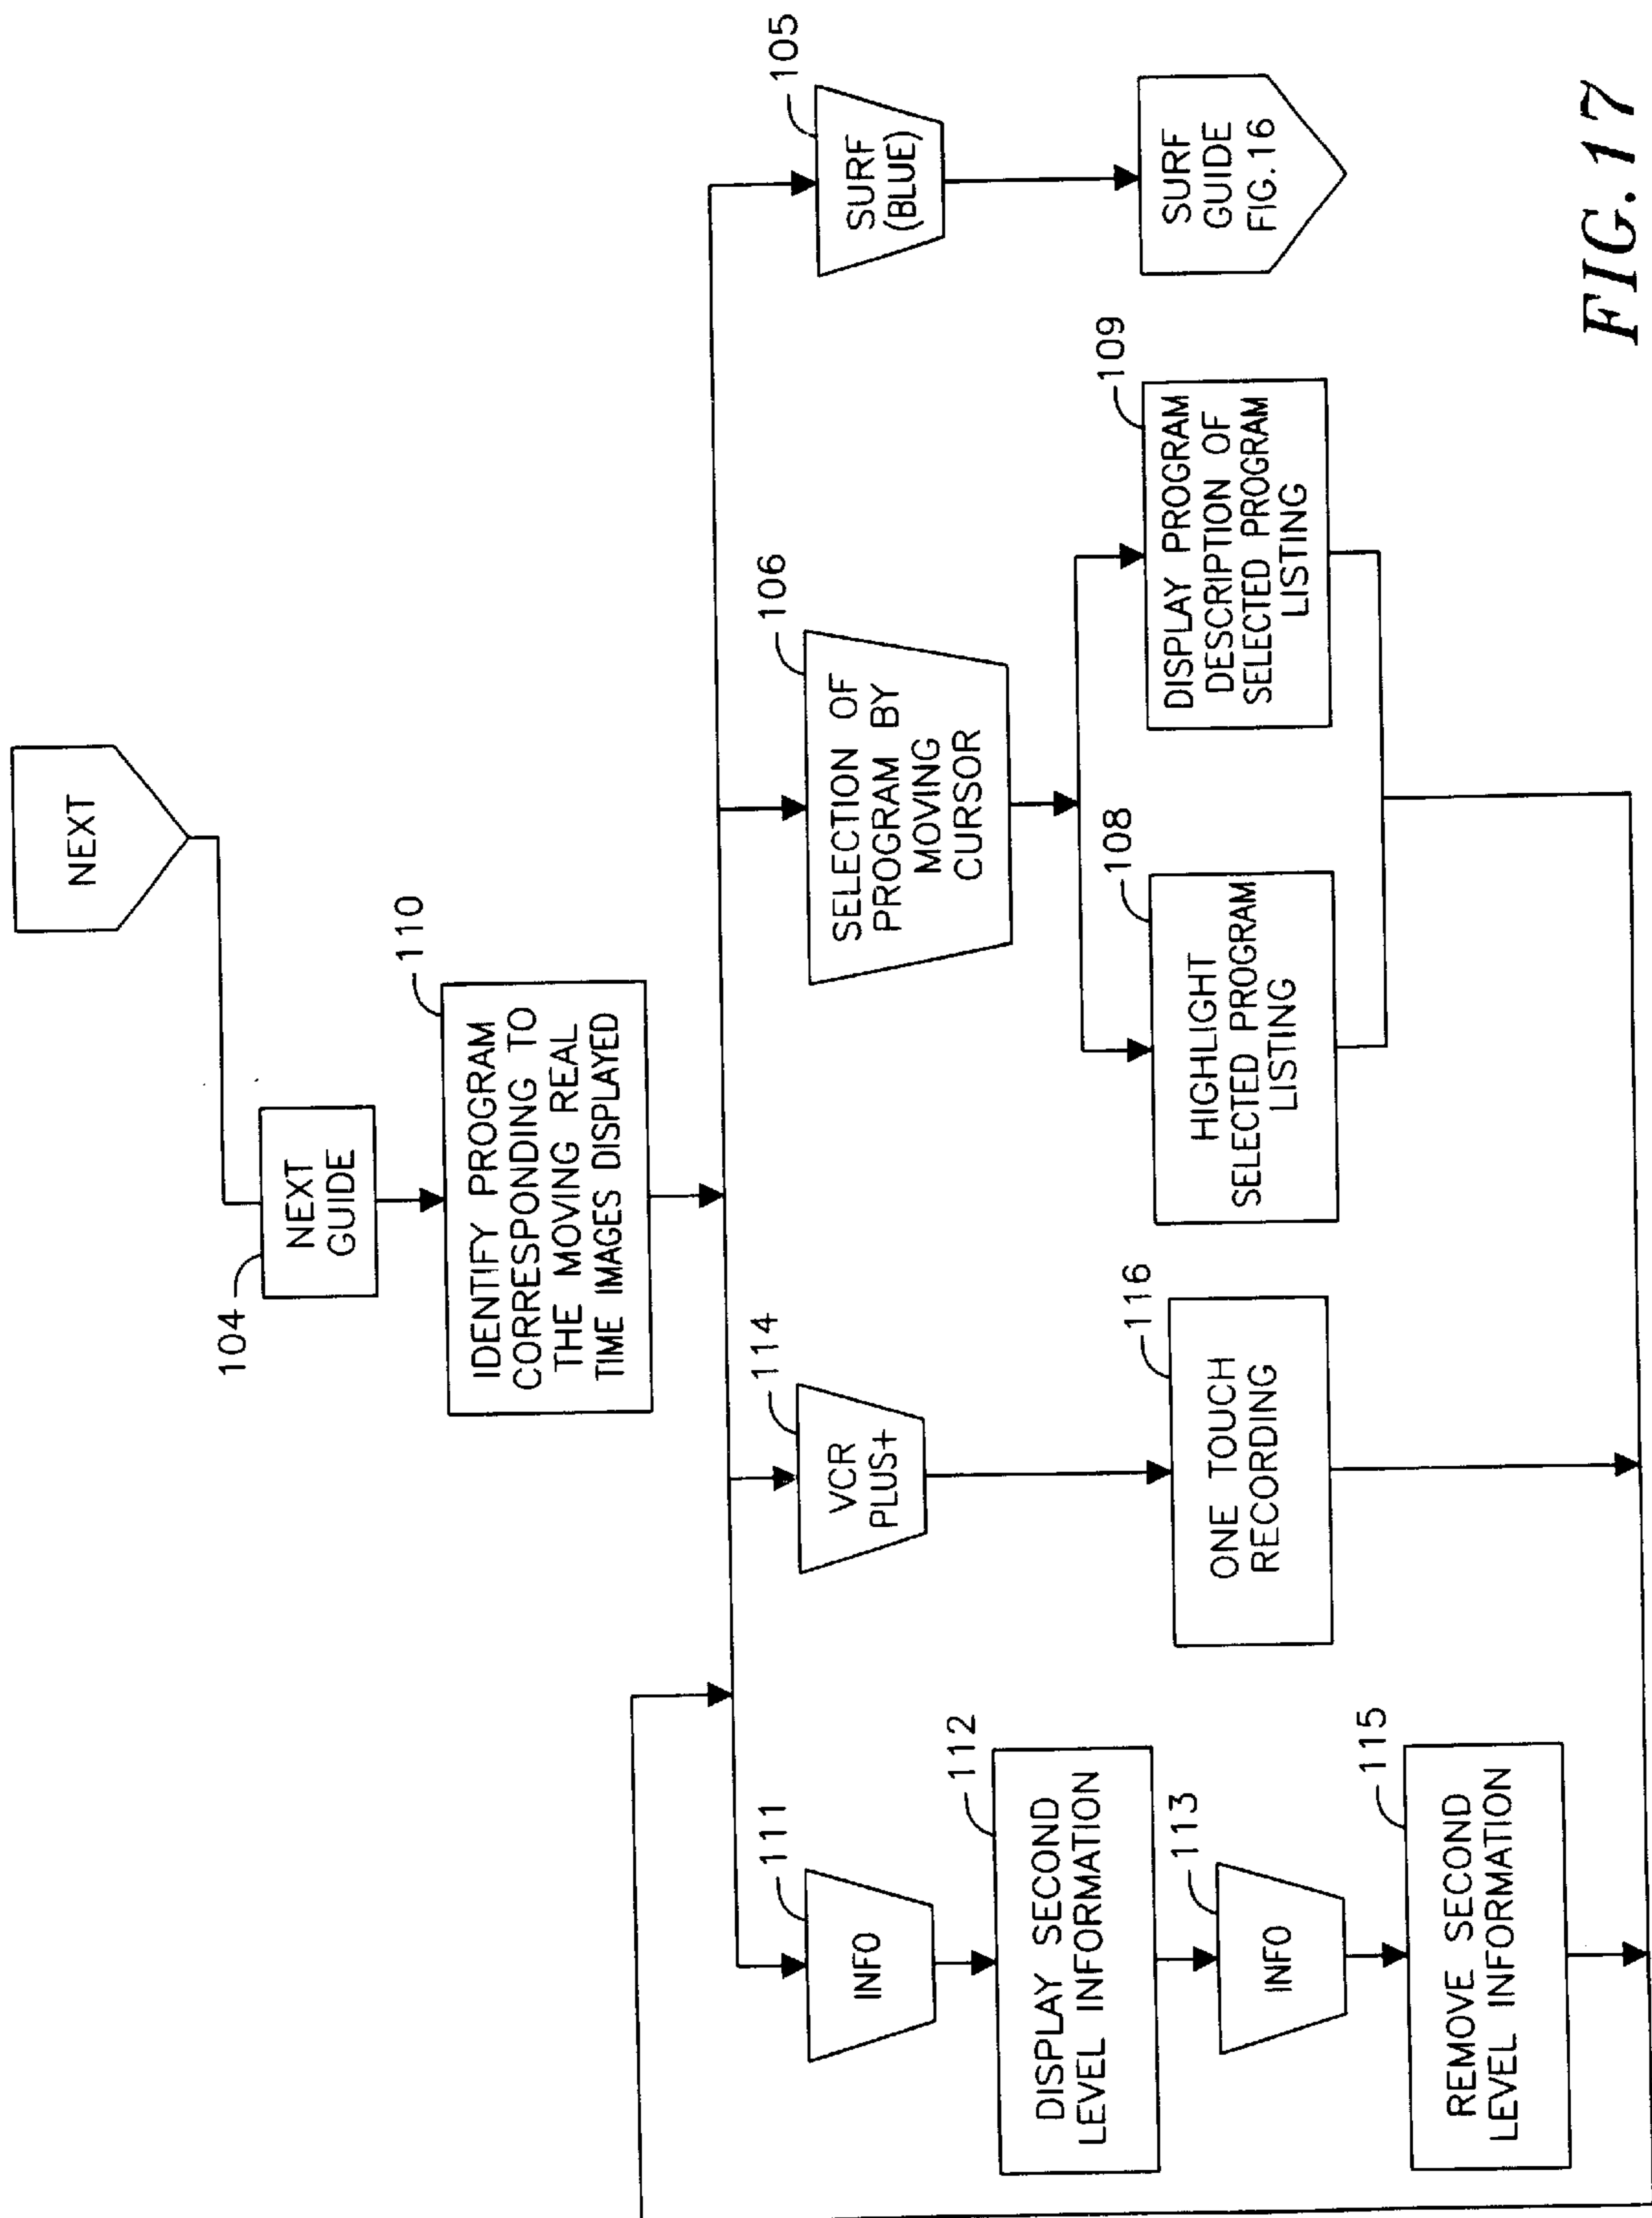 NEXT
104
NEXT
GUIDE
110
IDENTIFY PROGRAM
CORRESPONDING TO
THE MOVING REAL
TIME IMAGES DISPLAYED
111
INFO
112
DISPLAY SECOND
LEVEL INFORMATION
113
INFO
115
REMOVE SECOND
LEVEL INFORMATION
114
VCR
PLUS+
116
ONE TOUCH
RECORDING
106
SELECTION OF
PROGRAM BY
MOVING
CURSOR
108
HIGHLIGHT
SELECTED PROGRAM
LISTING
109
DISPLAY PROGRAM
DESCRIPTION OF
SELECTED PROGRAM
LISTING
105
SURF
(BLUE)
SURF
GUIDE
FIG.16
FIG.17